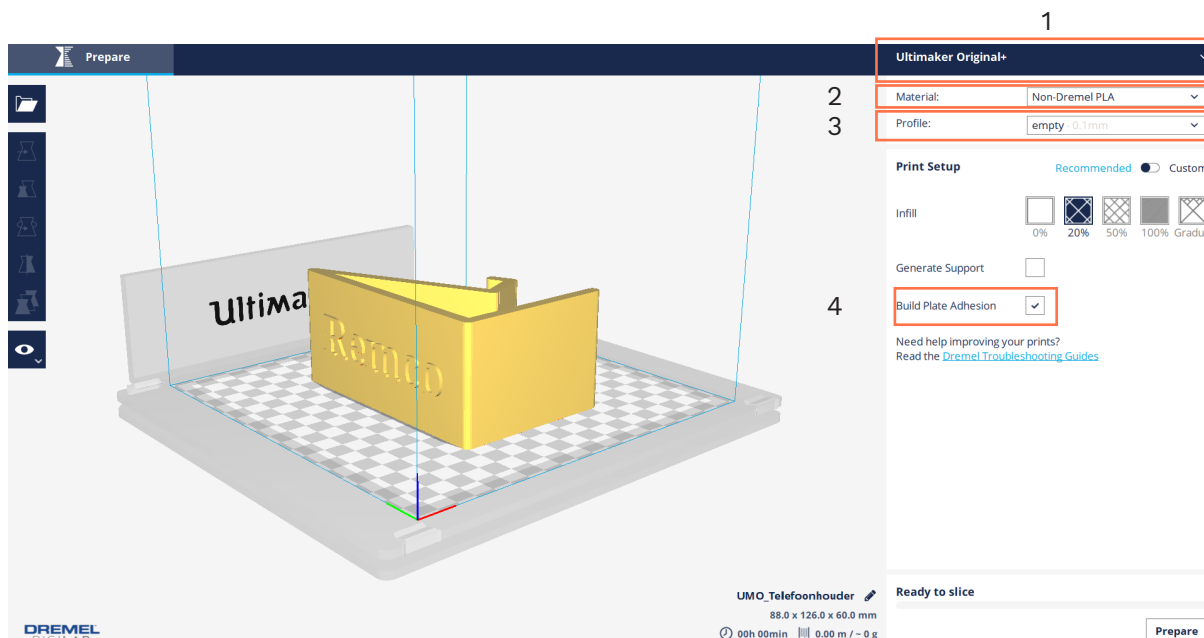 1
Prepare
Ultimaker Original+
2
Material:
Non-Dremel PLA
3
Profile:
empty - 0.1mm
Print Setup
Recommended
Custom
Infill
0%
20%
50%
100%
Gradu
Generate Support
4
Build Plate Adhesion
Need help improving your prints?
Read the Dremel Troubleshooting Guides
Ultima
Remco
UMO_Telefoonhouder
Ready to slice
88.0 x 126.0 x 60.0 mm
00h 00min
0.00 m / ~ 0 g
DREMEL
Prepare